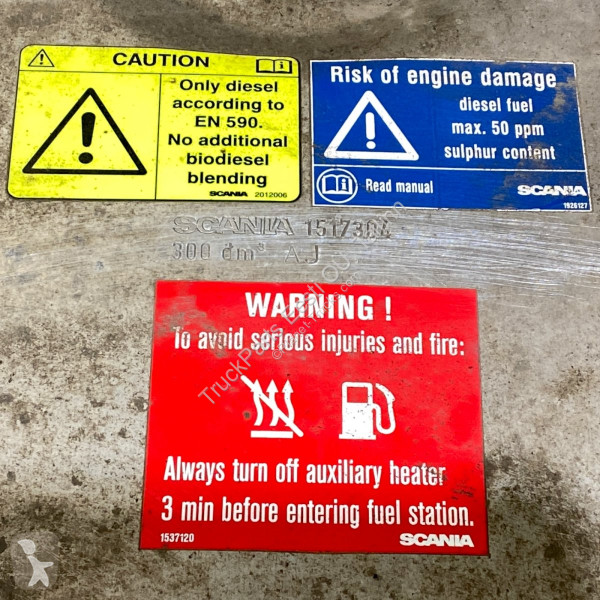 CAUTION
Only diesel
according to
EN 590.
No additional
biodiesel
blending
SCANIA 2012006
Risk of engine damage
diesel fuel
max. 50 ppm
sulphur content
Read manual
SCANIA
1926127
SCANIA 1517304
300 dm³ A.J
WARNING !
To avoid serious injuries and fire:
Always turn off auxiliary heater
3 min before entering fuel station.
1537120 SCANIA